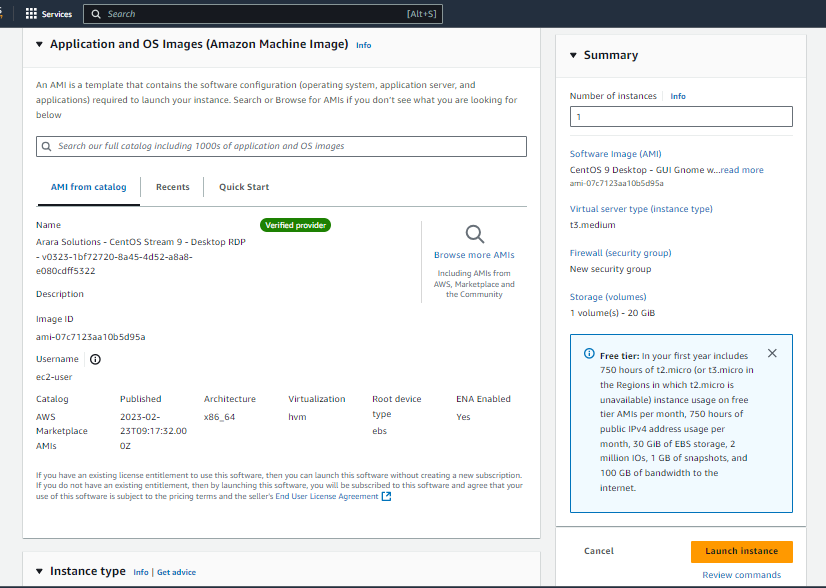 Services
Search
[Alt+S]
Application and OS Images (Amazon Machine Image) Info
An AMI is a template that contains the software configuration (operating system, application server, and
applications) required to launch your instance. Search or Browse for AMIs if you don't see what you are looking for
below
Search our full catalog including 1000s of application and OS images
AMI from catalog
Recents
Quick Start
Name
Verified provider
Arara Solutions - CentOS Stream 9 - Desktop RDP
- v0323-1bf72720-8a45-4d52-a8a8-
e080cdff5322
Description
Image ID
ami-07c7123aa10b5d95a
Username
ec2-user
Browse more AMIs
Including AMIs from
AWS, Marketplace and
the Community
Catalog
AWS
Marketplace
AMIs
Published
2023-02-
23T09:17:32.00
0Z
Architecture
x86_64
Virtualization
hvm
Root device
type
ebs
ENA Enabled
Yes
If you have an existing license entitlement to use this software, then you can launch this software without creating a new subscription.
If you do not have an existing entitlement, then by launching this software, you will be subscribed to this software and agree that your
use of this software is subject to the pricing terms and the seller's End User License Agreement
Instance type Info | Get advice
Summary
Number of instances Info
1
Software Image (AMI)
CentOS 9 Desktop - GUI Gnome w...read more
ami-07c7123aa10b5d95a
Virtual server type (instance type)
t3.medium
Firewall (security group)
New security group
Storage (volumes)
1 volume(s) - 20 GiB
Free tier: In your first year includes
750 hours of t2.micro (or t3.micro in
the Regions in which t2.micro is
unavailable) instance usage on free
tier AMIs per month, 750 hours of
public IPv4 address usage per
month, 30 GiB of EBS storage, 2
million IOs, 1 GB of snapshots, and
100 GB of bandwidth to the
internet.
Cancel
Launch instance
Review commands